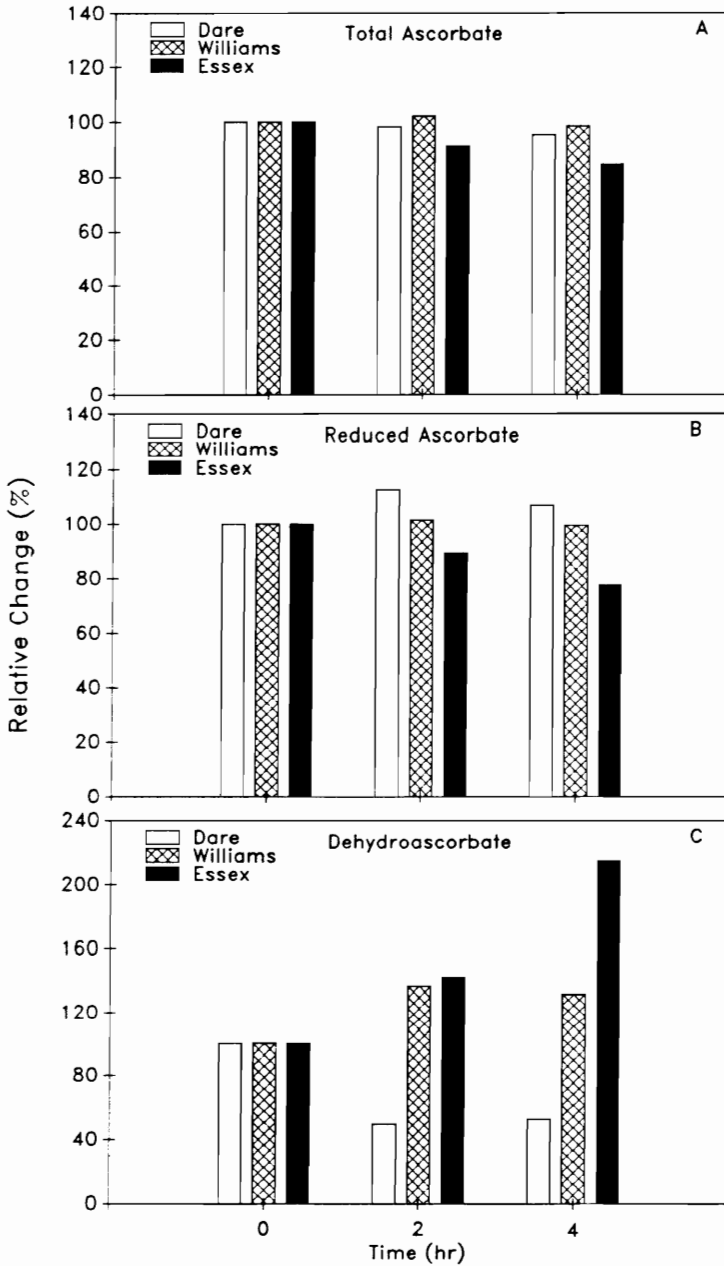 Relative Change (%)
Total Ascorbate
A
Dare
Williams
Essex
140
120
100
80
60
40
20
0
Reduced Ascorbate
B
Dare
Williams
Essex
140
120
100
80
60
40
20
0
Dehydroascorbate
C
Dare
Williams
Essex
240
200
160
120
80
40
0
0 2 4
Time (hr)